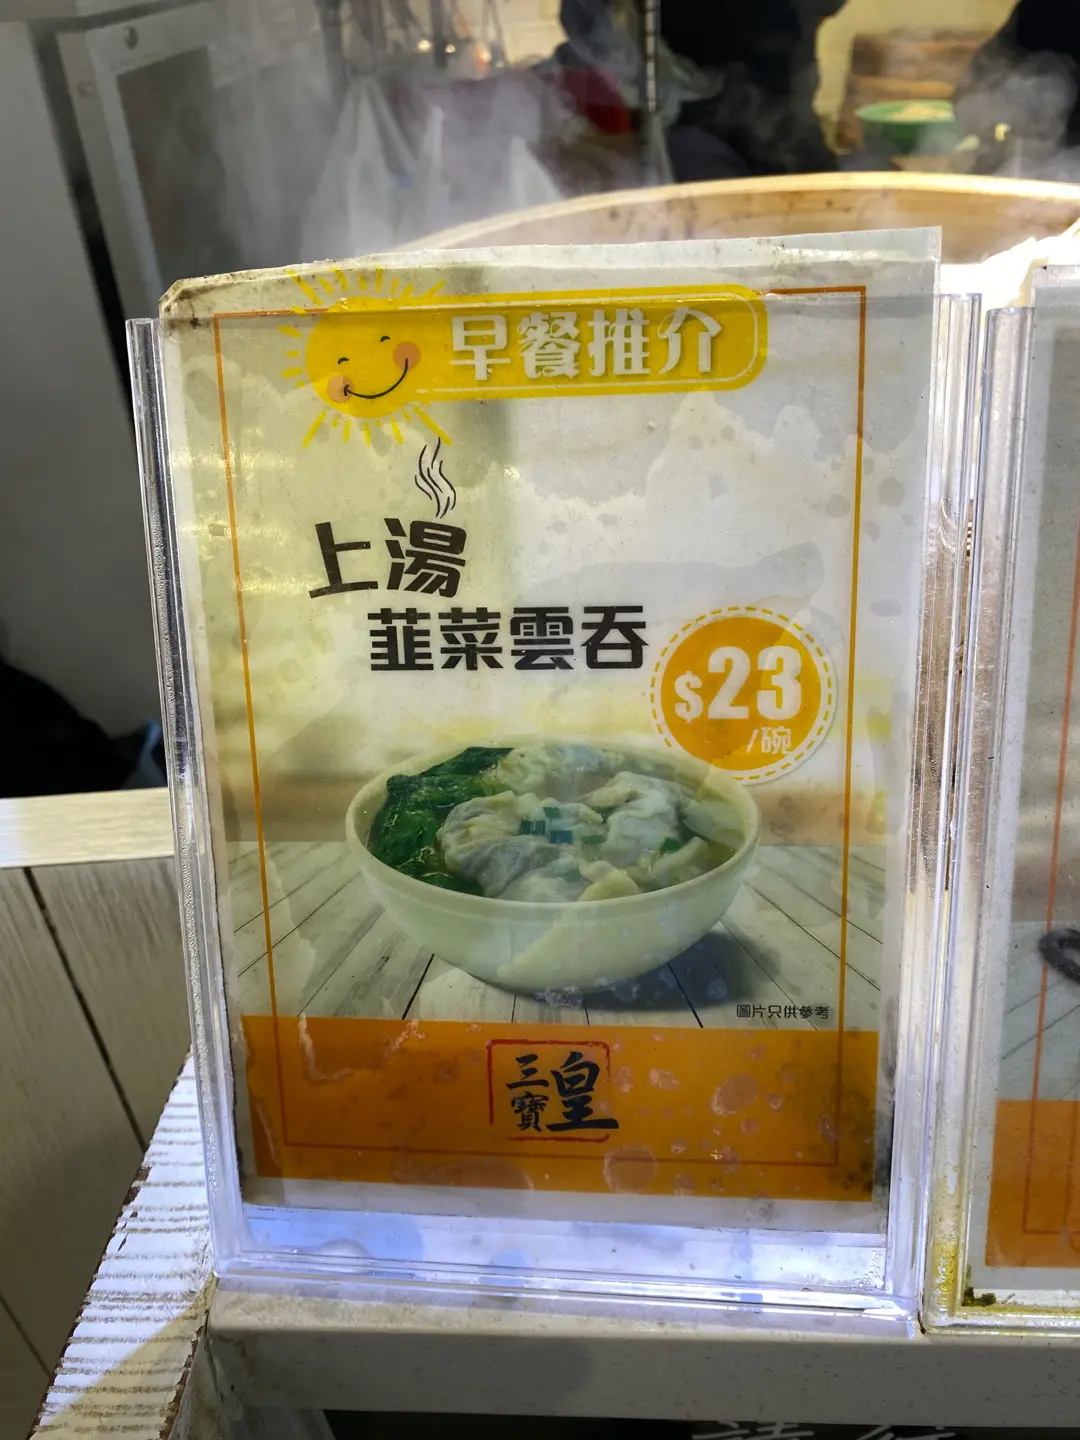 早餐推介
上湯
韮菜雲吞
$23
/碗
圖片只供參考
三寶皇